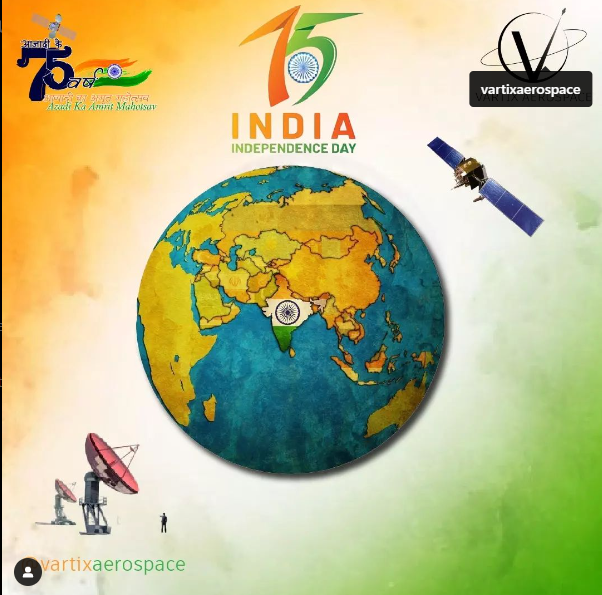 आज़ादी के
75 वर्ष
आज़ादी का अमृत महोत्सव
Azadi Ka Amrit Mahotsav
75
INDIA
INDEPENDENCE DAY
V
vartixaerospace
VARTIX AEROSPACE
vartixaerospace